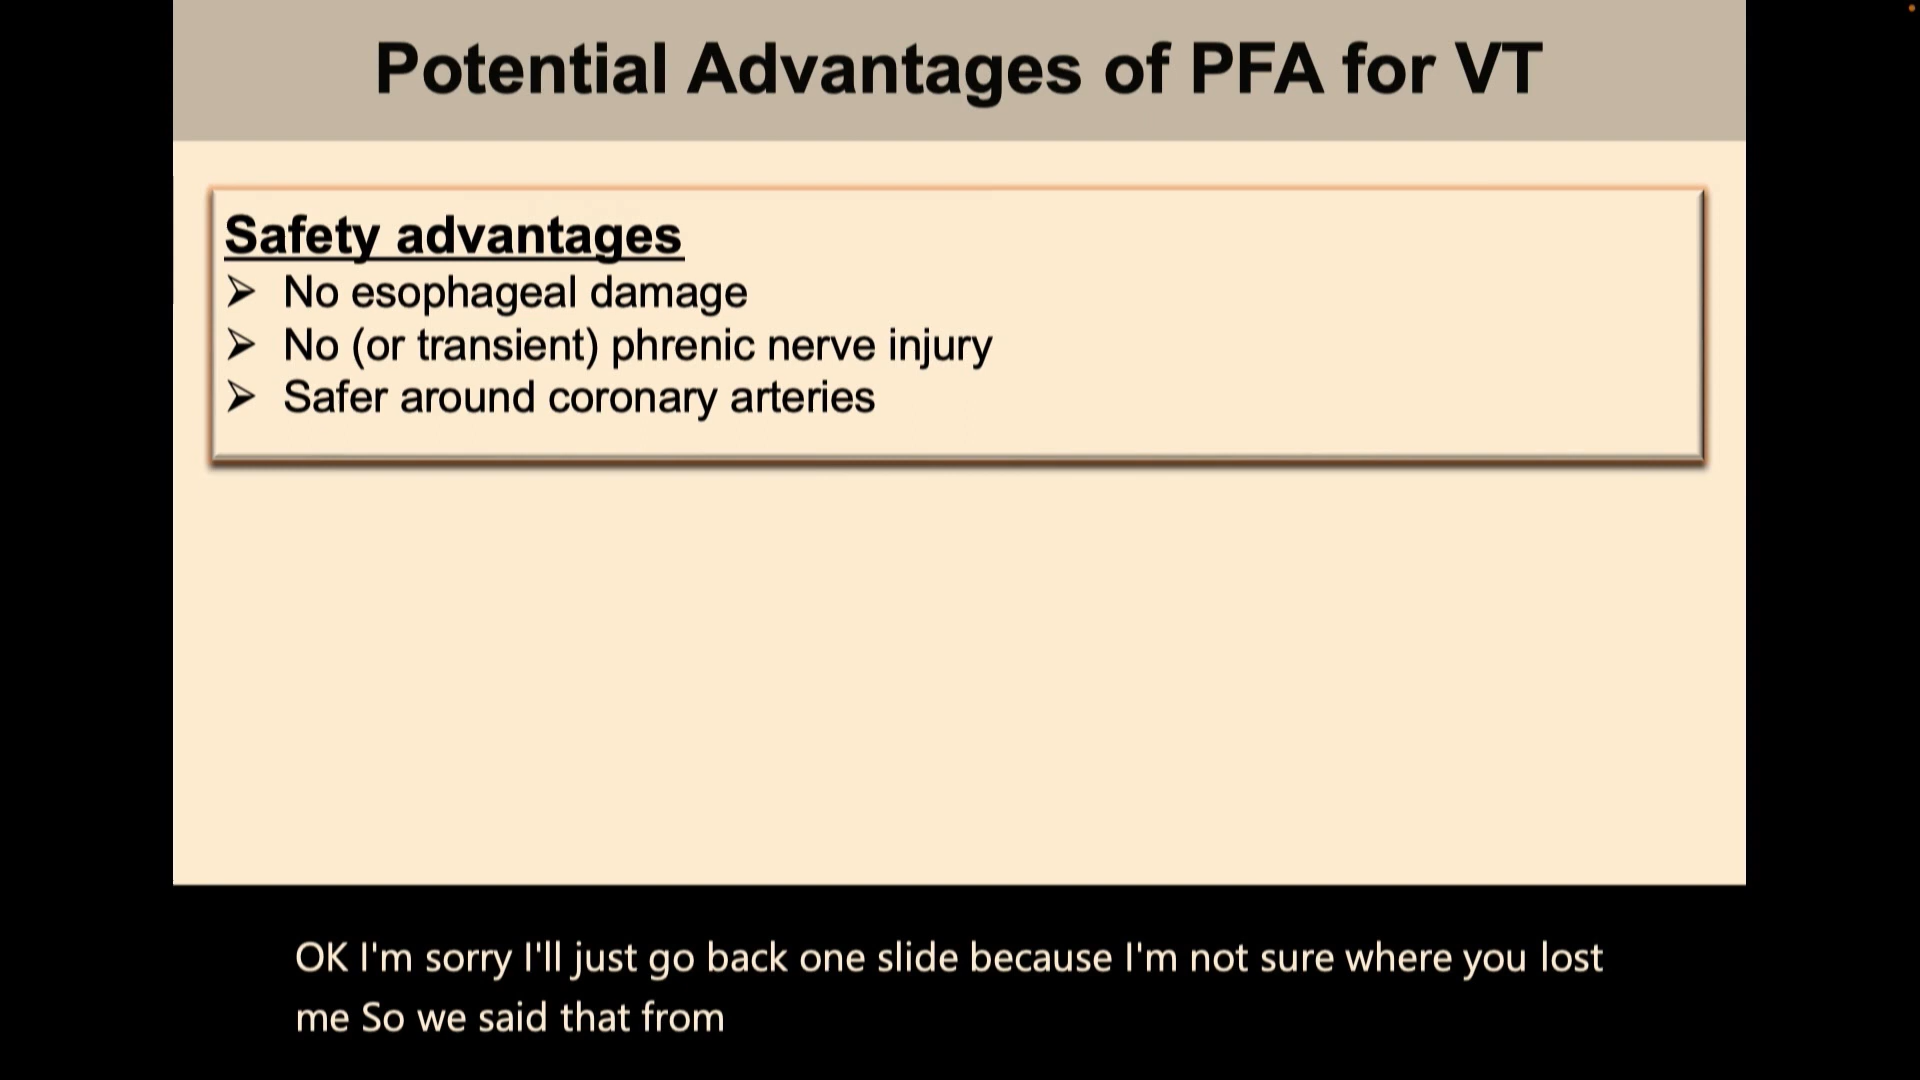 Potential Advantages of PFA for VT
Safety advantages
➢ No esophageal damage
➢ No (or transient) phrenic nerve injury
➢ Safer around coronary arteries
OK I'm sorry I'll just go back one slide because I'm not sure where you lost
me So we said that from